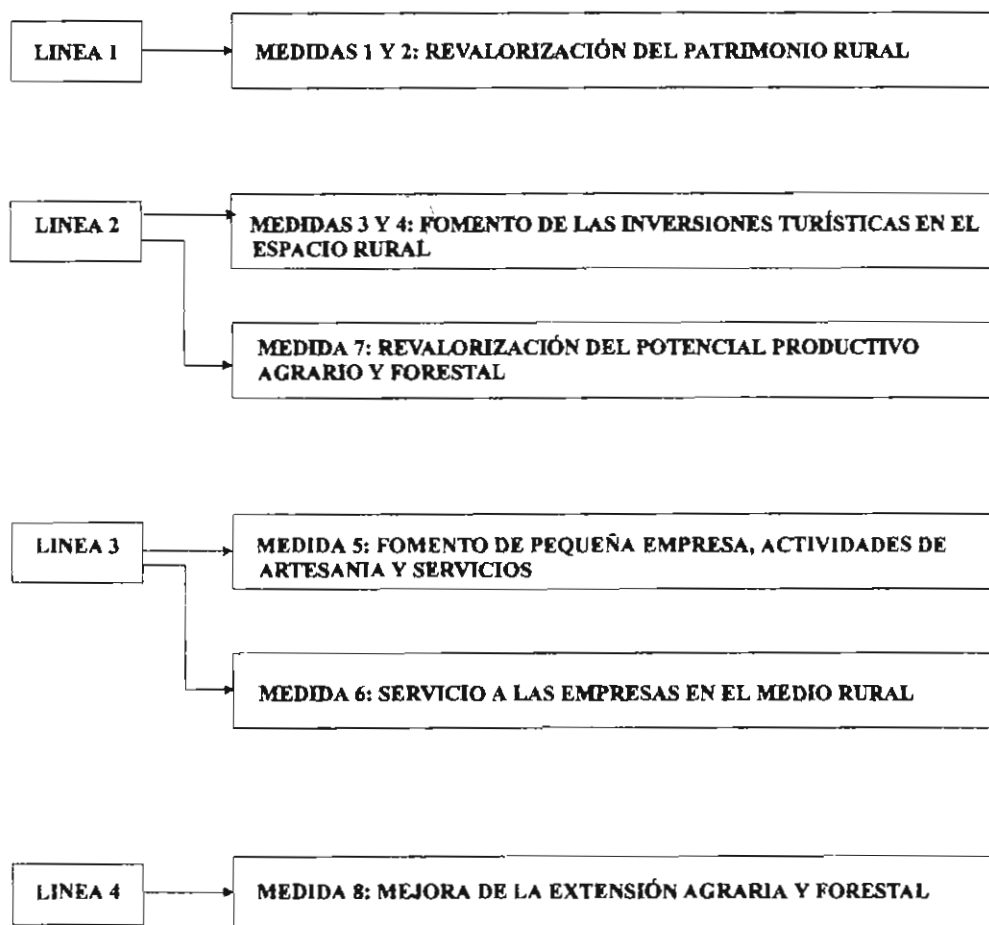 LINEA 1
MEDIDAS 1 Y 2: REVALORIZACIÓN DEL PATRIMONIO RURAL
LINEA 2
MEDIDAS 3 Y 4: FOMENTO DE LAS INVERSIONES TURÍSTICAS EN EL
ESPACIO RURAL
MEDIDA 7: REVALORIZACIÓN DEL POTENCIAL PRODUCTIVO
AGRARIO Y FORESTAL
LINEA 3
MEDIDA 5: FOMENTO DE PEQUEÑA EMPRESA, ACTIVIDADES DE
ARTESANIA Y SERVICIOS
MEDIDA 6: SERVICIO A LAS EMPRESAS EN EL MEDIO RURAL
LINEA 4
MEDIDA 8: MEJORA DE LA EXTENSIÓN AGRARIA Y FORESTAL